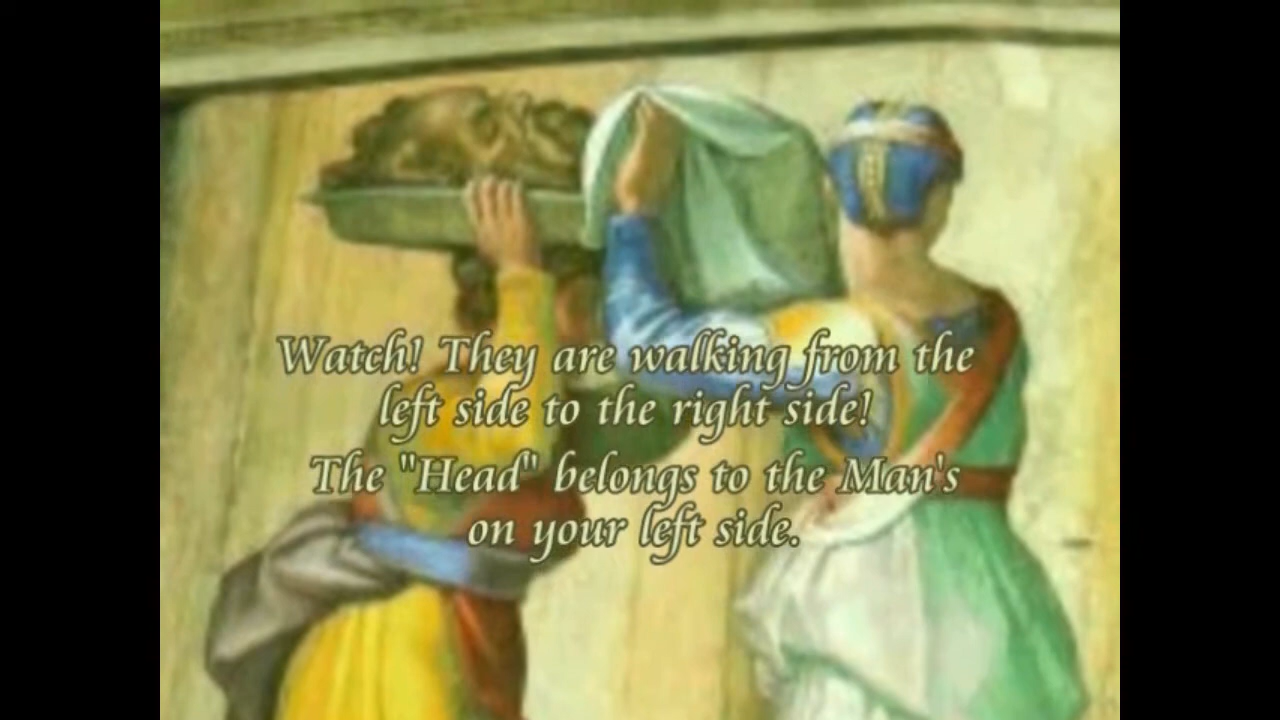 Watch! They are walking from the
left side to the right side!
The "Head" belongs to the Man's
on your left side.